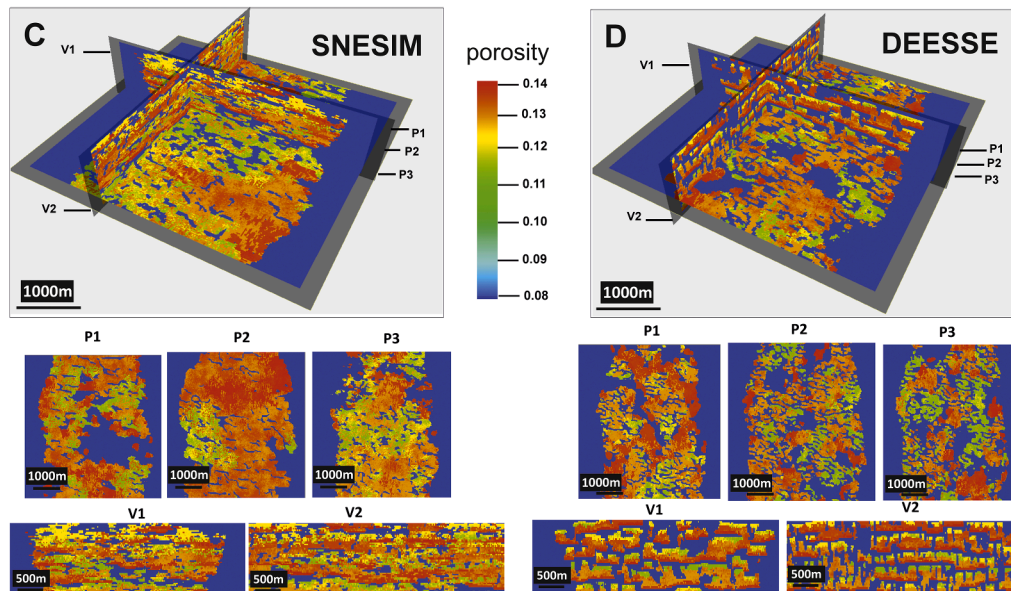 C
SNESIM
V1
P1
P2
P3
V2
1000m
porosity
0.14
0.13
0.12
0.11
0.10
0.09
0.08
D
DEESSE
V1
P1
P2
P3
V2
1000m
P1
P2
P3
1000m
1000m
1000m
P1
P2
P3
1000m
1000m
1000m
V1
V2
500m
500m
V1
V2
500m
500m